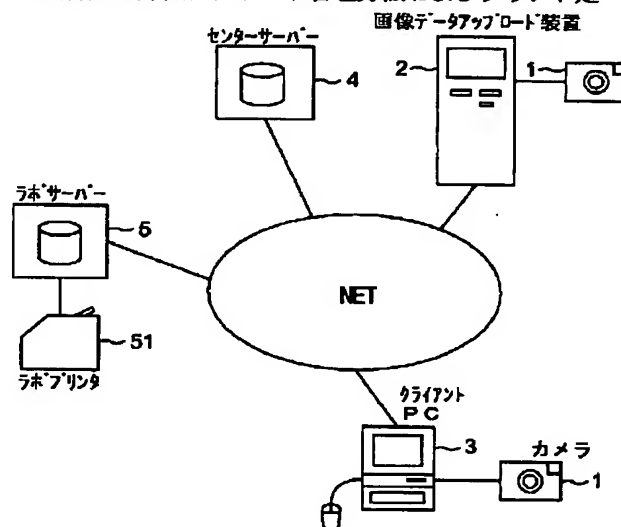 センターサーバー
画像データアップロード装置
4
2
1
ラボサーバー
5
NET
51
ラボプリンタ
クライアント
PC
3
カメラ
1